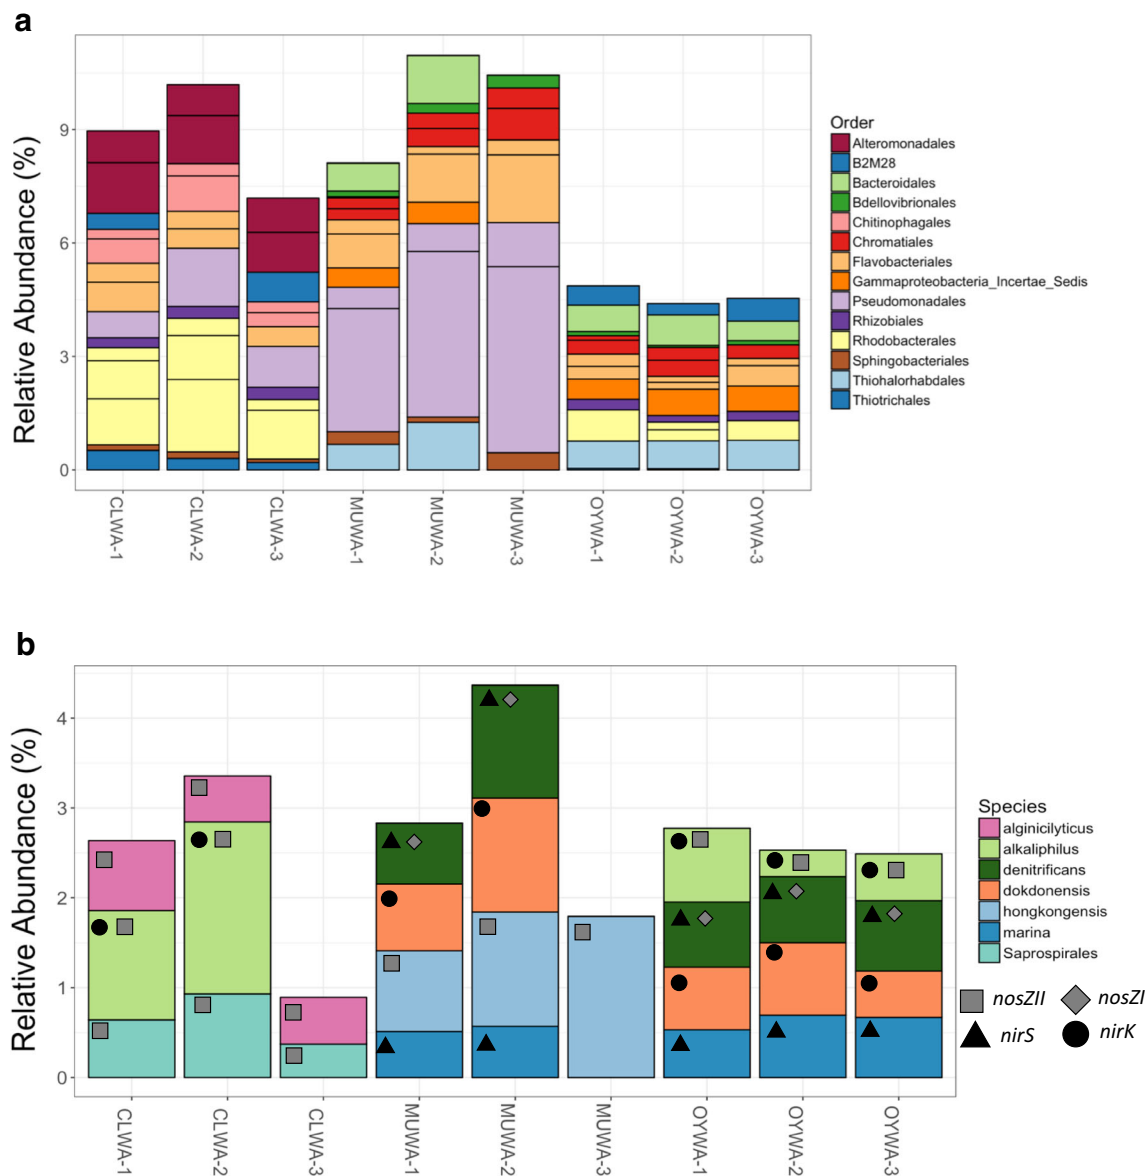 a
Relative Abundance (%)
9
6
3
0
CLWA-1
CLWA-2
CLWA-3
MUWA-1
MUWA-2
MUWA-3
OYWA-1
OYWA-2
OYWA-3
Order
Alteromonadales
B2M28
Bacteroidales
Bdellovibrionales
Chitinophagales
Chromatiales
Flavobacteriales
Gammaproteobacteria_Incertae_Sedis
Pseudomonadales
Rhizobiales
Rhodobacterales
Sphingobacteriales
Thiohalorhabdales
Thiotrichales
b
Relative Abundance (%)
4
3
2
1
0
CLWA-1
CLWA-2
CLWA-3
MUWA-1
MUWA-2
MUWA-3
OYWA-1
OYWA-2
OYWA-3
Species
alginicilyticus
alkaliphilus
denitrificans
dokdonensis
hongkongensis
marina
Saprospirales
nosZII nosZI
nirS nirK